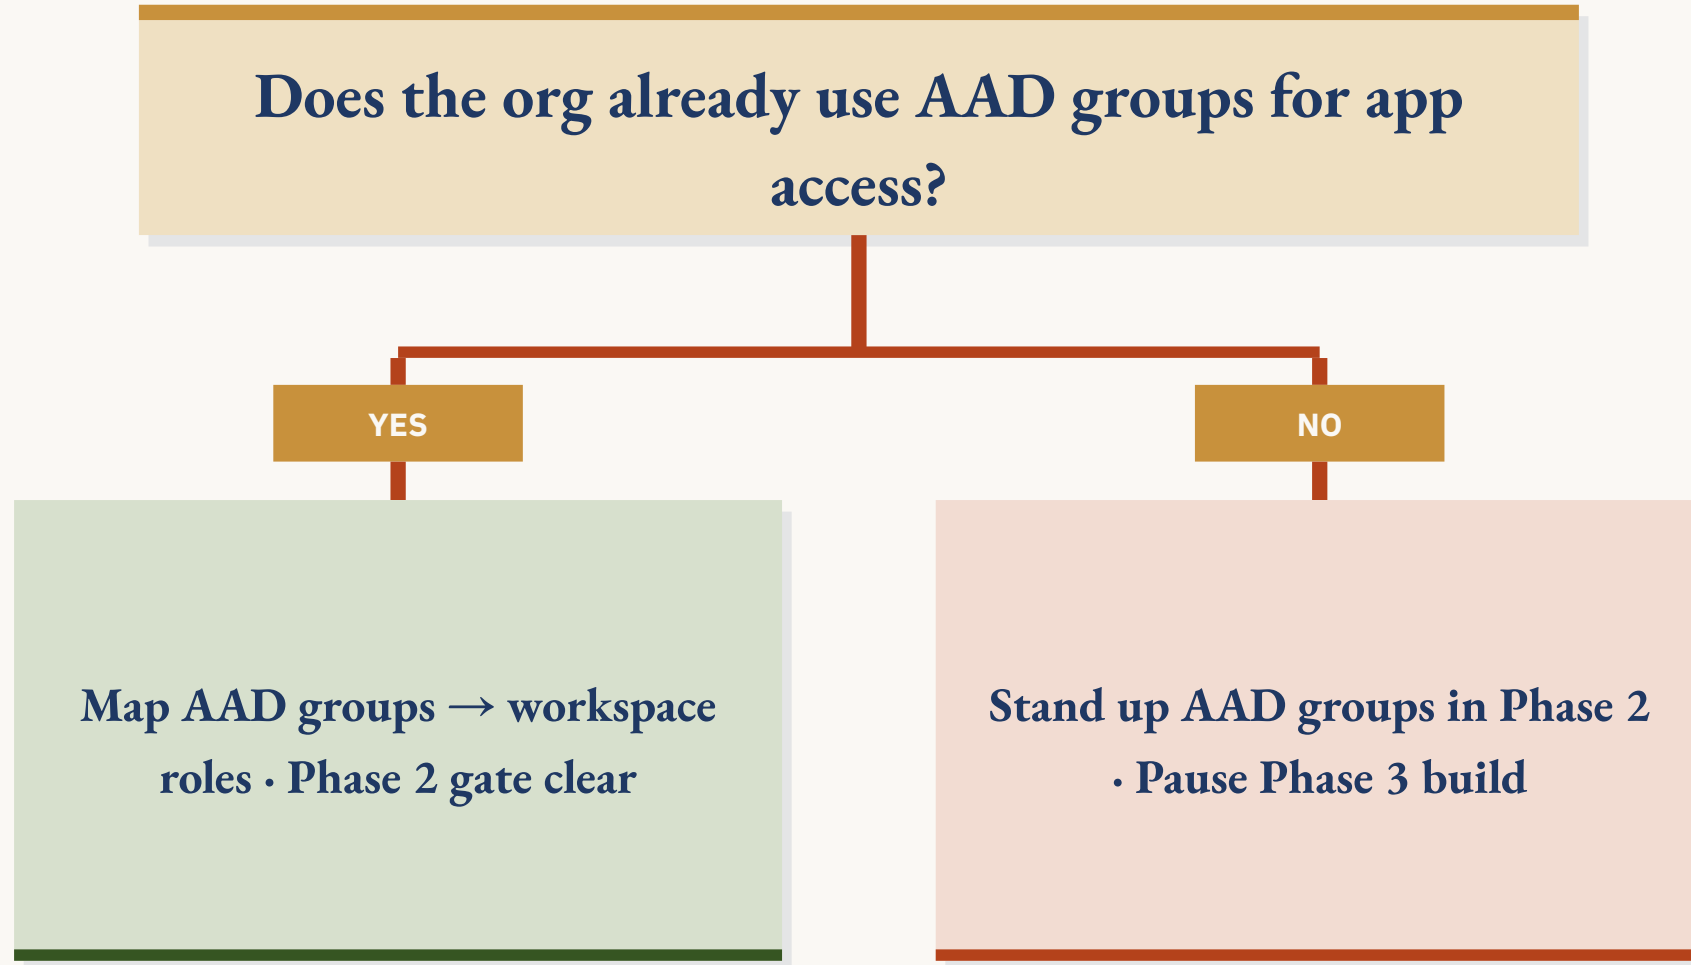 Does the org already use AAD groups for app
access?
YES
NO
Map AAD groups → workspace
roles · Phase 2 gate clear
Stand up AAD groups in Phase 2
· Pause Phase 3 build